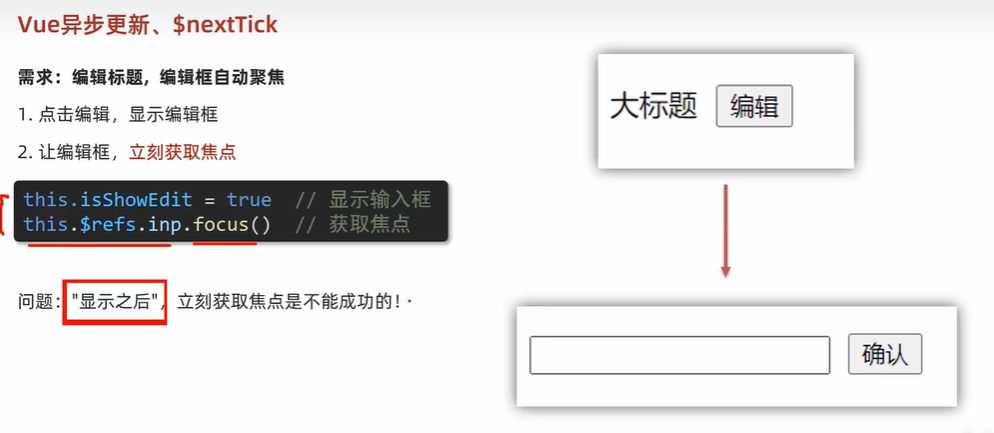 Vue异步更新、$nextTick
需求：编辑标题，编辑框自动聚焦
1. 点击编辑，显示编辑框
2. 让编辑框，立刻获取焦点
this.isShowEdit = true // 显示输入框
this.$refs.inp.focus() // 获取焦点
问题："显示之后"，立刻获取焦点是不能成功的！
大标题 编辑
确认